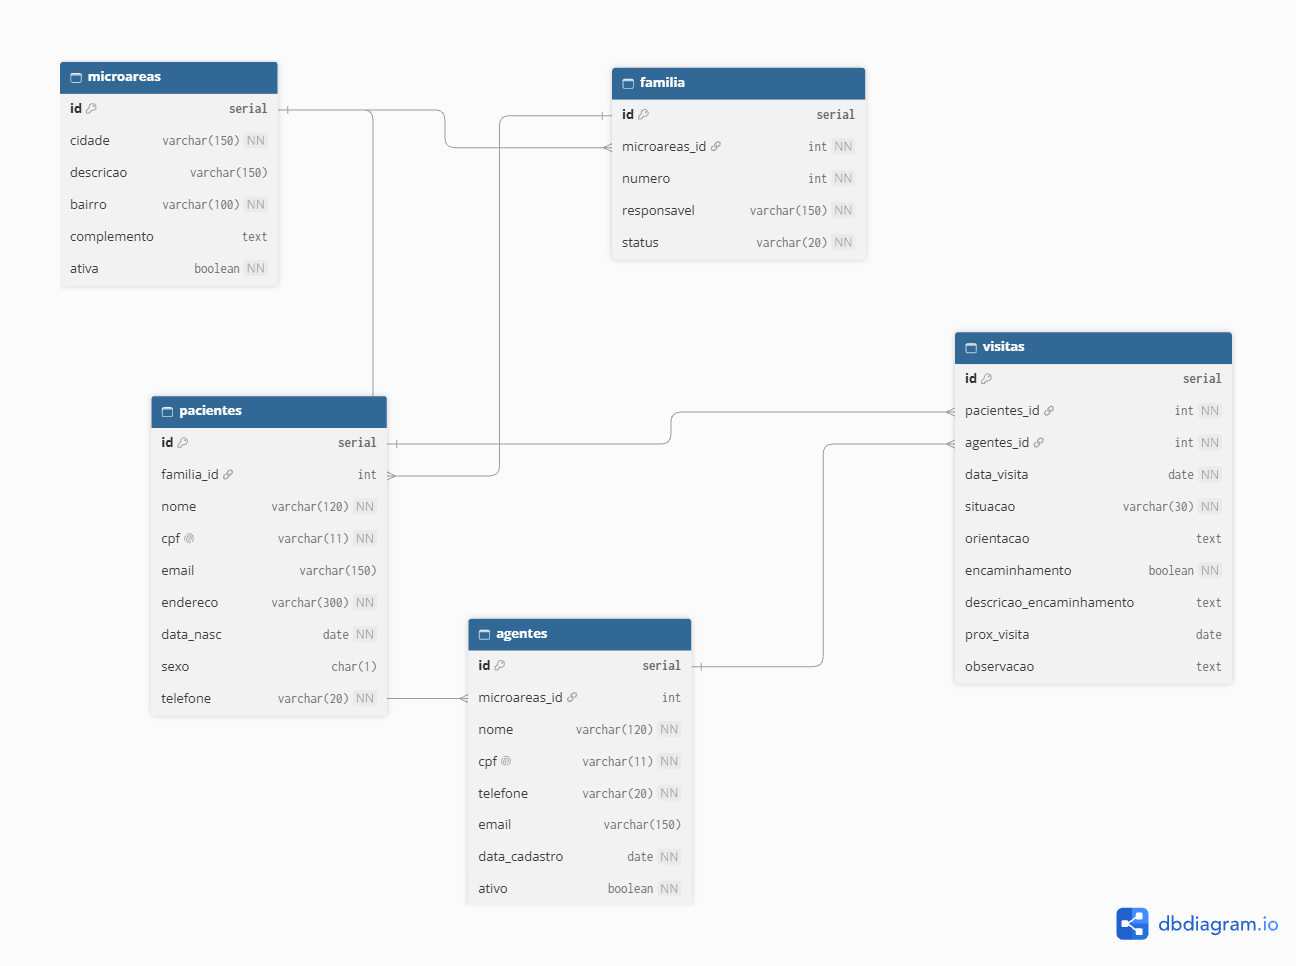 microareas
id serial
cidade varchar(150) NN
descricao varchar(150)
bairro varchar(100) NN
complemento text
ativa boolean NN
familia
id serial
microareas_id int NN
numero int NN
responsavel varchar(150) NN
status varchar(20) NN
visitas
id serial
pacientes_id int NN
agentes_id int NN
data_visita date NN
situacao varchar(30) NN
orientacao text
encaminhamento boolean NN
descricao_encaminhamento text
prox_visita date
observacao text
pacientes
id serial
familia_id int
nome varchar(120) NN
cpf varchar(11) NN
email varchar(150)
endereco varchar(300) NN
data_nasc date NN
sexo char(1)
telefone varchar(20) NN
agentes
id serial
microareas_id int
nome varchar(120) NN
cpf varchar(11) NN
telefone varchar(20) NN
email varchar(150)
data_cadastro date NN
ativo boolean NN
dbdiagram.io